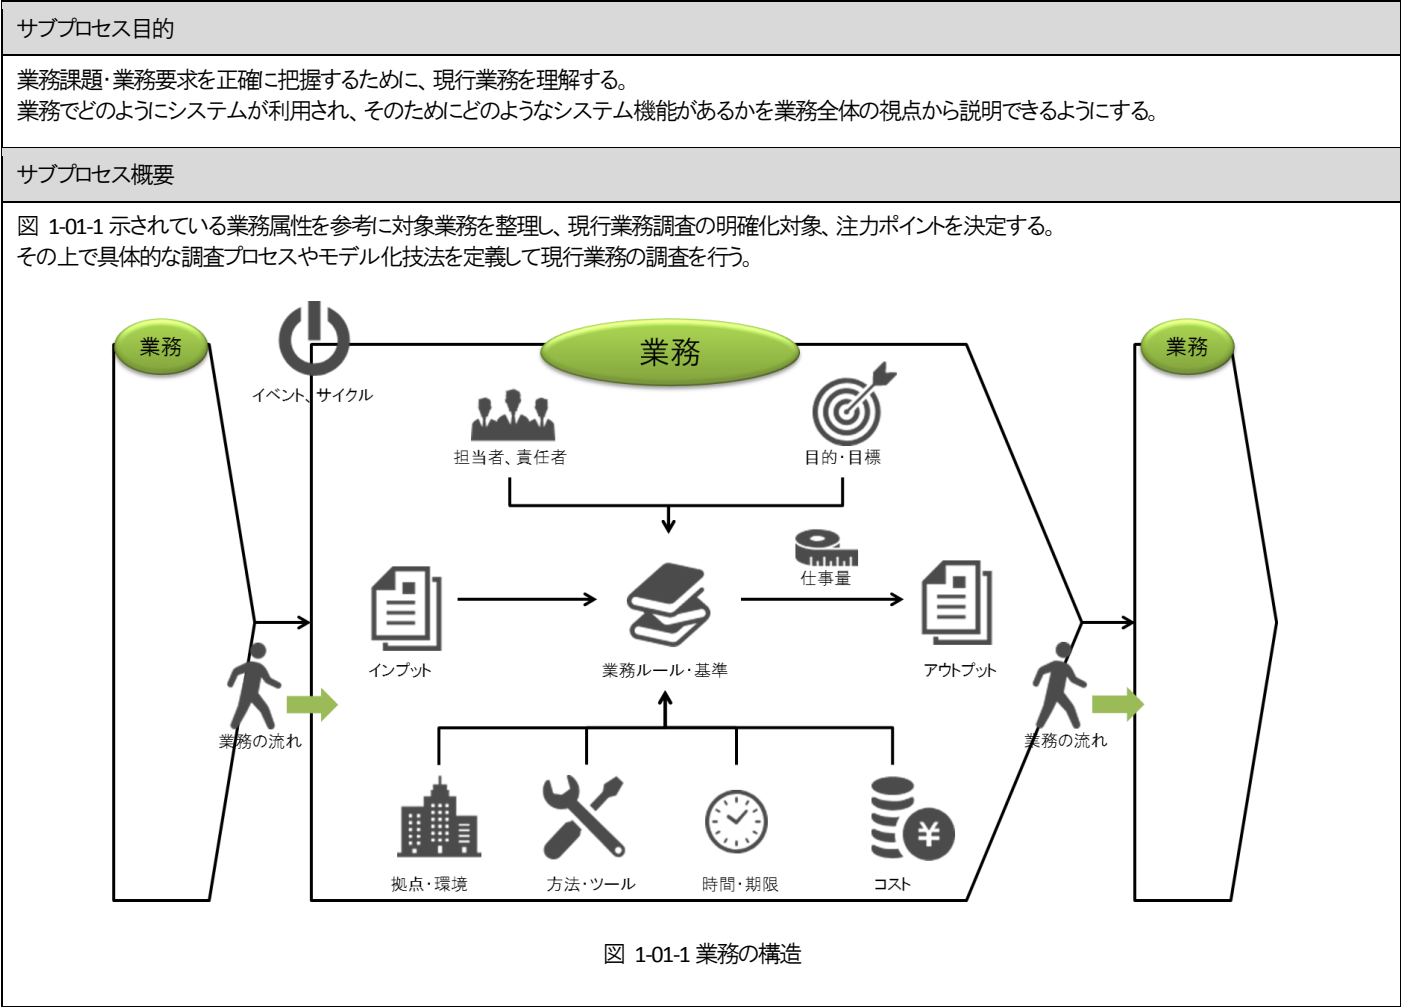 サブプロセス目的
業務課題・業務要求を正確に把握するために、現行業務を理解する。
業務でどのようにシステムが利用され、そのためにどのようなシステム機能があるかを業務全体の視点から説明できるようにする。
サブプロセス概要
図 1-01-1 示されている業務属性を参考に対象業務を整理し、現行業務調査の明確化対象、注力ポイントを決定する。
その上で具体的な調査プロセスやモデル化技法を定義して現行業務の調査を行う。
業務
業務
業務
イベント、サイクル
担当者、責任者
目的・目標
仕事量
インプット
業務ルール・基準
アウトプット
業務の流れ
業務の流れ
拠点・環境
方法・ツール
時間・期限
¥
コスト
図 1-01-1 業務の構造